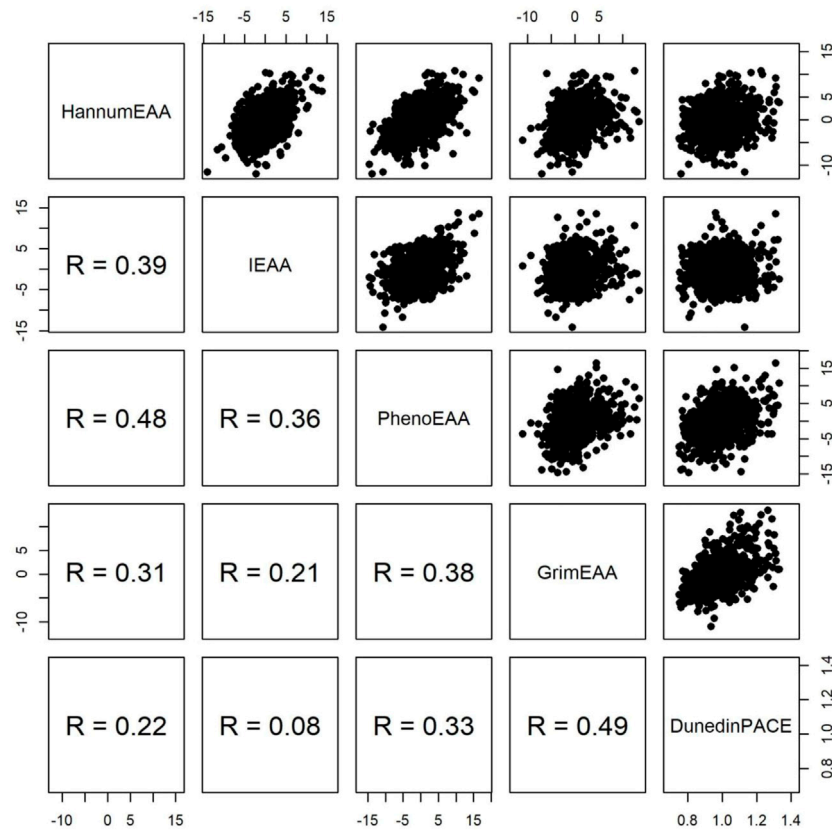 -15 -5 5 15 -10 0 5
HannumEAA
-10 0 5 15
R = 0.39 IEAA
-15 -5 5 15
R = 0.48 R = 0.36 PhenoEAA
-15 -5 5 15
R = 0.31 R = 0.21 R = 0.38 GrimEAA
-10 0 5
R = 0.22 R = 0.08 R = 0.33 R = 0.49 DunedinPACE
0.8 1.0 1.2 1.4
-10 0 5 15 -15 -5 5 15 0.8 1.0 1.2 1.4